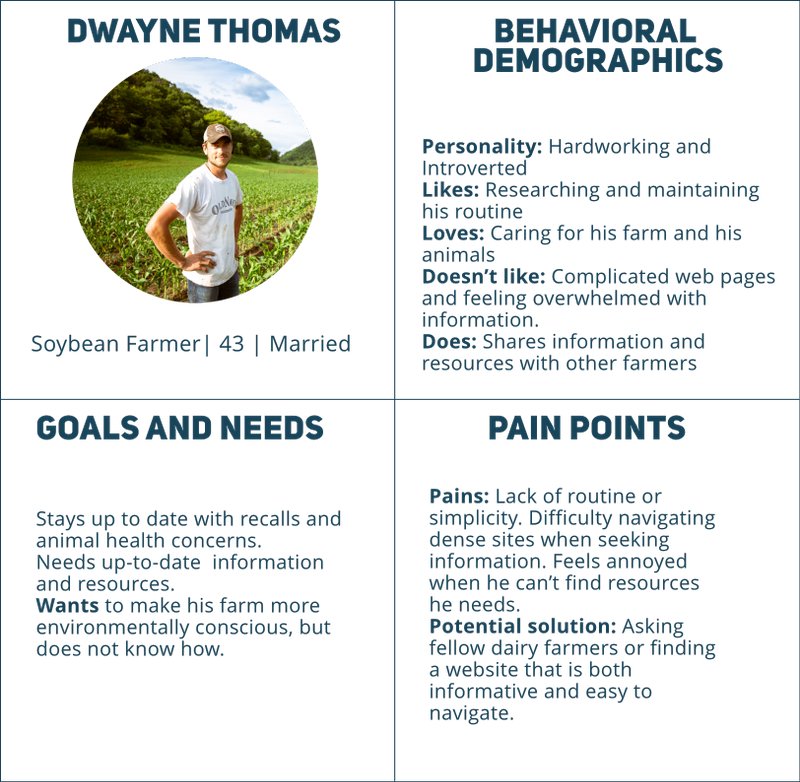 DWAYNE THOMAS
Soybean Farmer| 43 | Married
BEHAVIORAL
DEMOGRAPHICS
Personality: Hardworking and
Introverted
Likes: Researching and maintaining
his routine
Loves: Caring for his farm and his
animals
Doesn’t like: Complicated web pages
and feeling overwhelmed with
information.
Does: Shares information and
resources with other farmers
GOALS AND NEEDS
Stays up to date with recalls and
animal health concerns.
Needs up-to-date  information
and resources.
Wants to make his farm more
environmentally conscious, but
does not know how.
PAIN POINTS
Pains: Lack of routine or
simplicity. Difficulty navigating
dense sites when seeking
information. Feels annoyed
when he can’t find resources
he needs.
Potential solution: Asking
fellow dairy farmers or finding
a website that is both
informative and easy to
navigate.